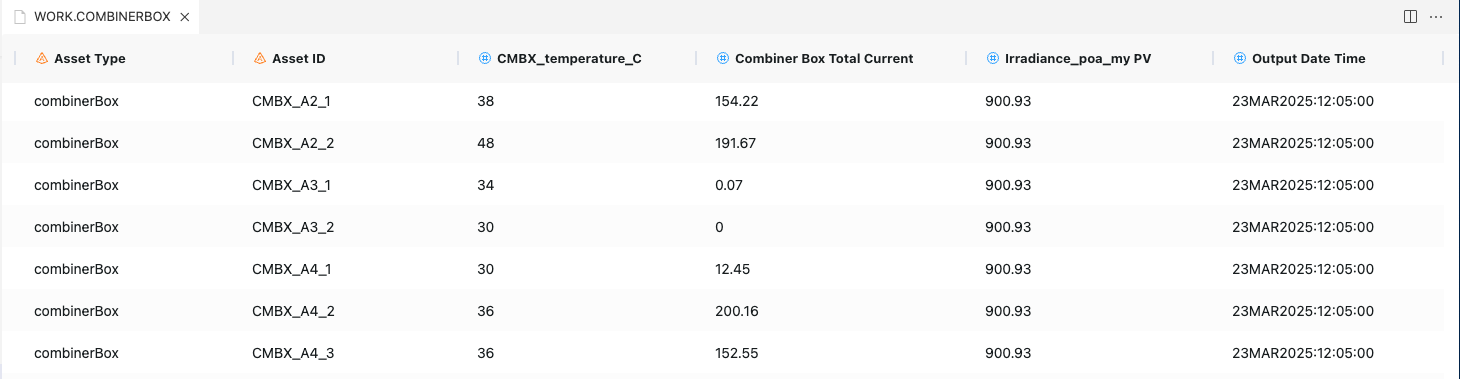 WORK.COMBINERBOX
Asset Type Asset ID CMBX_temperature_C Combiner Box Total Current Irradiance_poa_my PV Output Date Time
combinerBox CMBX_A2_1 38 154.22 900.93 23MAR2025:12:05:00
combinerBox CMBX_A2_2 48 191.67 900.93 23MAR2025:12:05:00
combinerBox CMBX_A3_1 34 0.07 900.93 23MAR2025:12:05:00
combinerBox CMBX_A3_2 30 0 900.93 23MAR2025:12:05:00
combinerBox CMBX_A4_1 30 12.45 900.93 23MAR2025:12:05:00
combinerBox CMBX_A4_2 36 200.16 900.93 23MAR2025:12:05:00
combinerBox CMBX_A4_3 36 152.55 900.93 23MAR2025:12:05:00